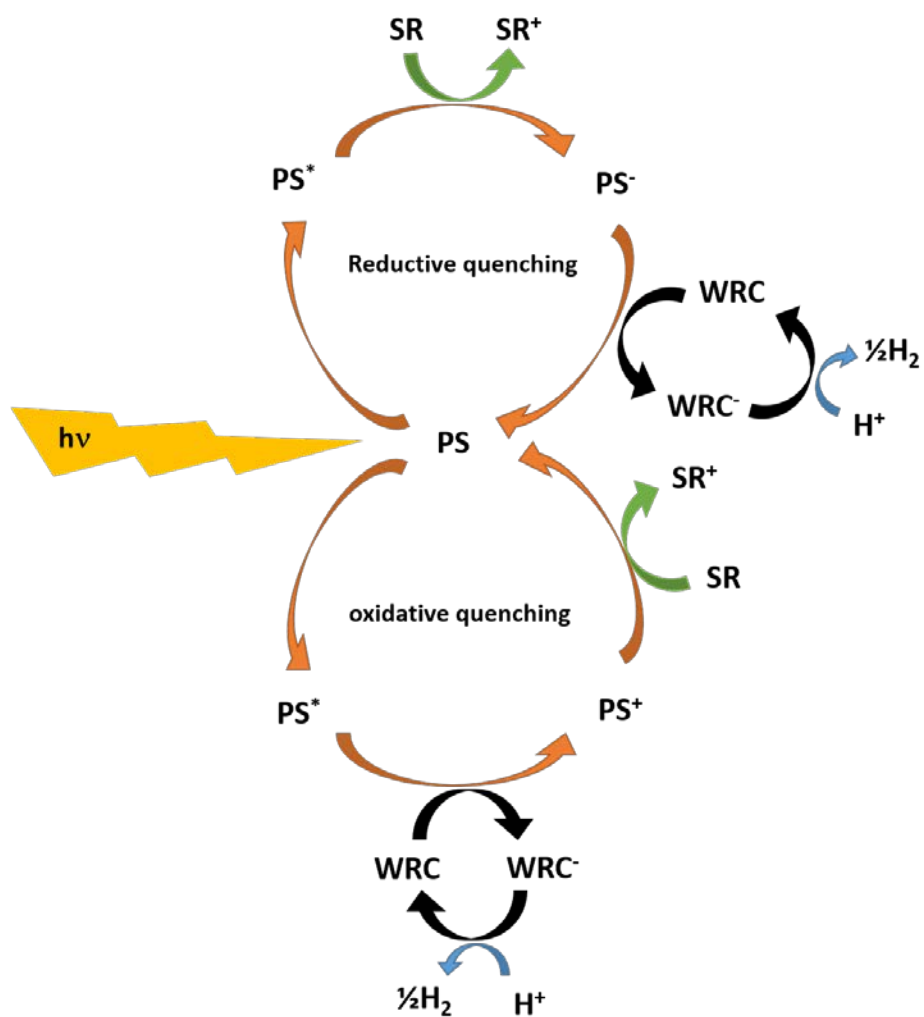 SR SR⁺
PS* PS⁻
Reductive quenching
WRC
½H₂
WRC⁻
H⁺
hν
PS
SR⁺
SR
oxidative quenching
PS* PS⁺
WRC WRC⁻
½H₂ H⁺